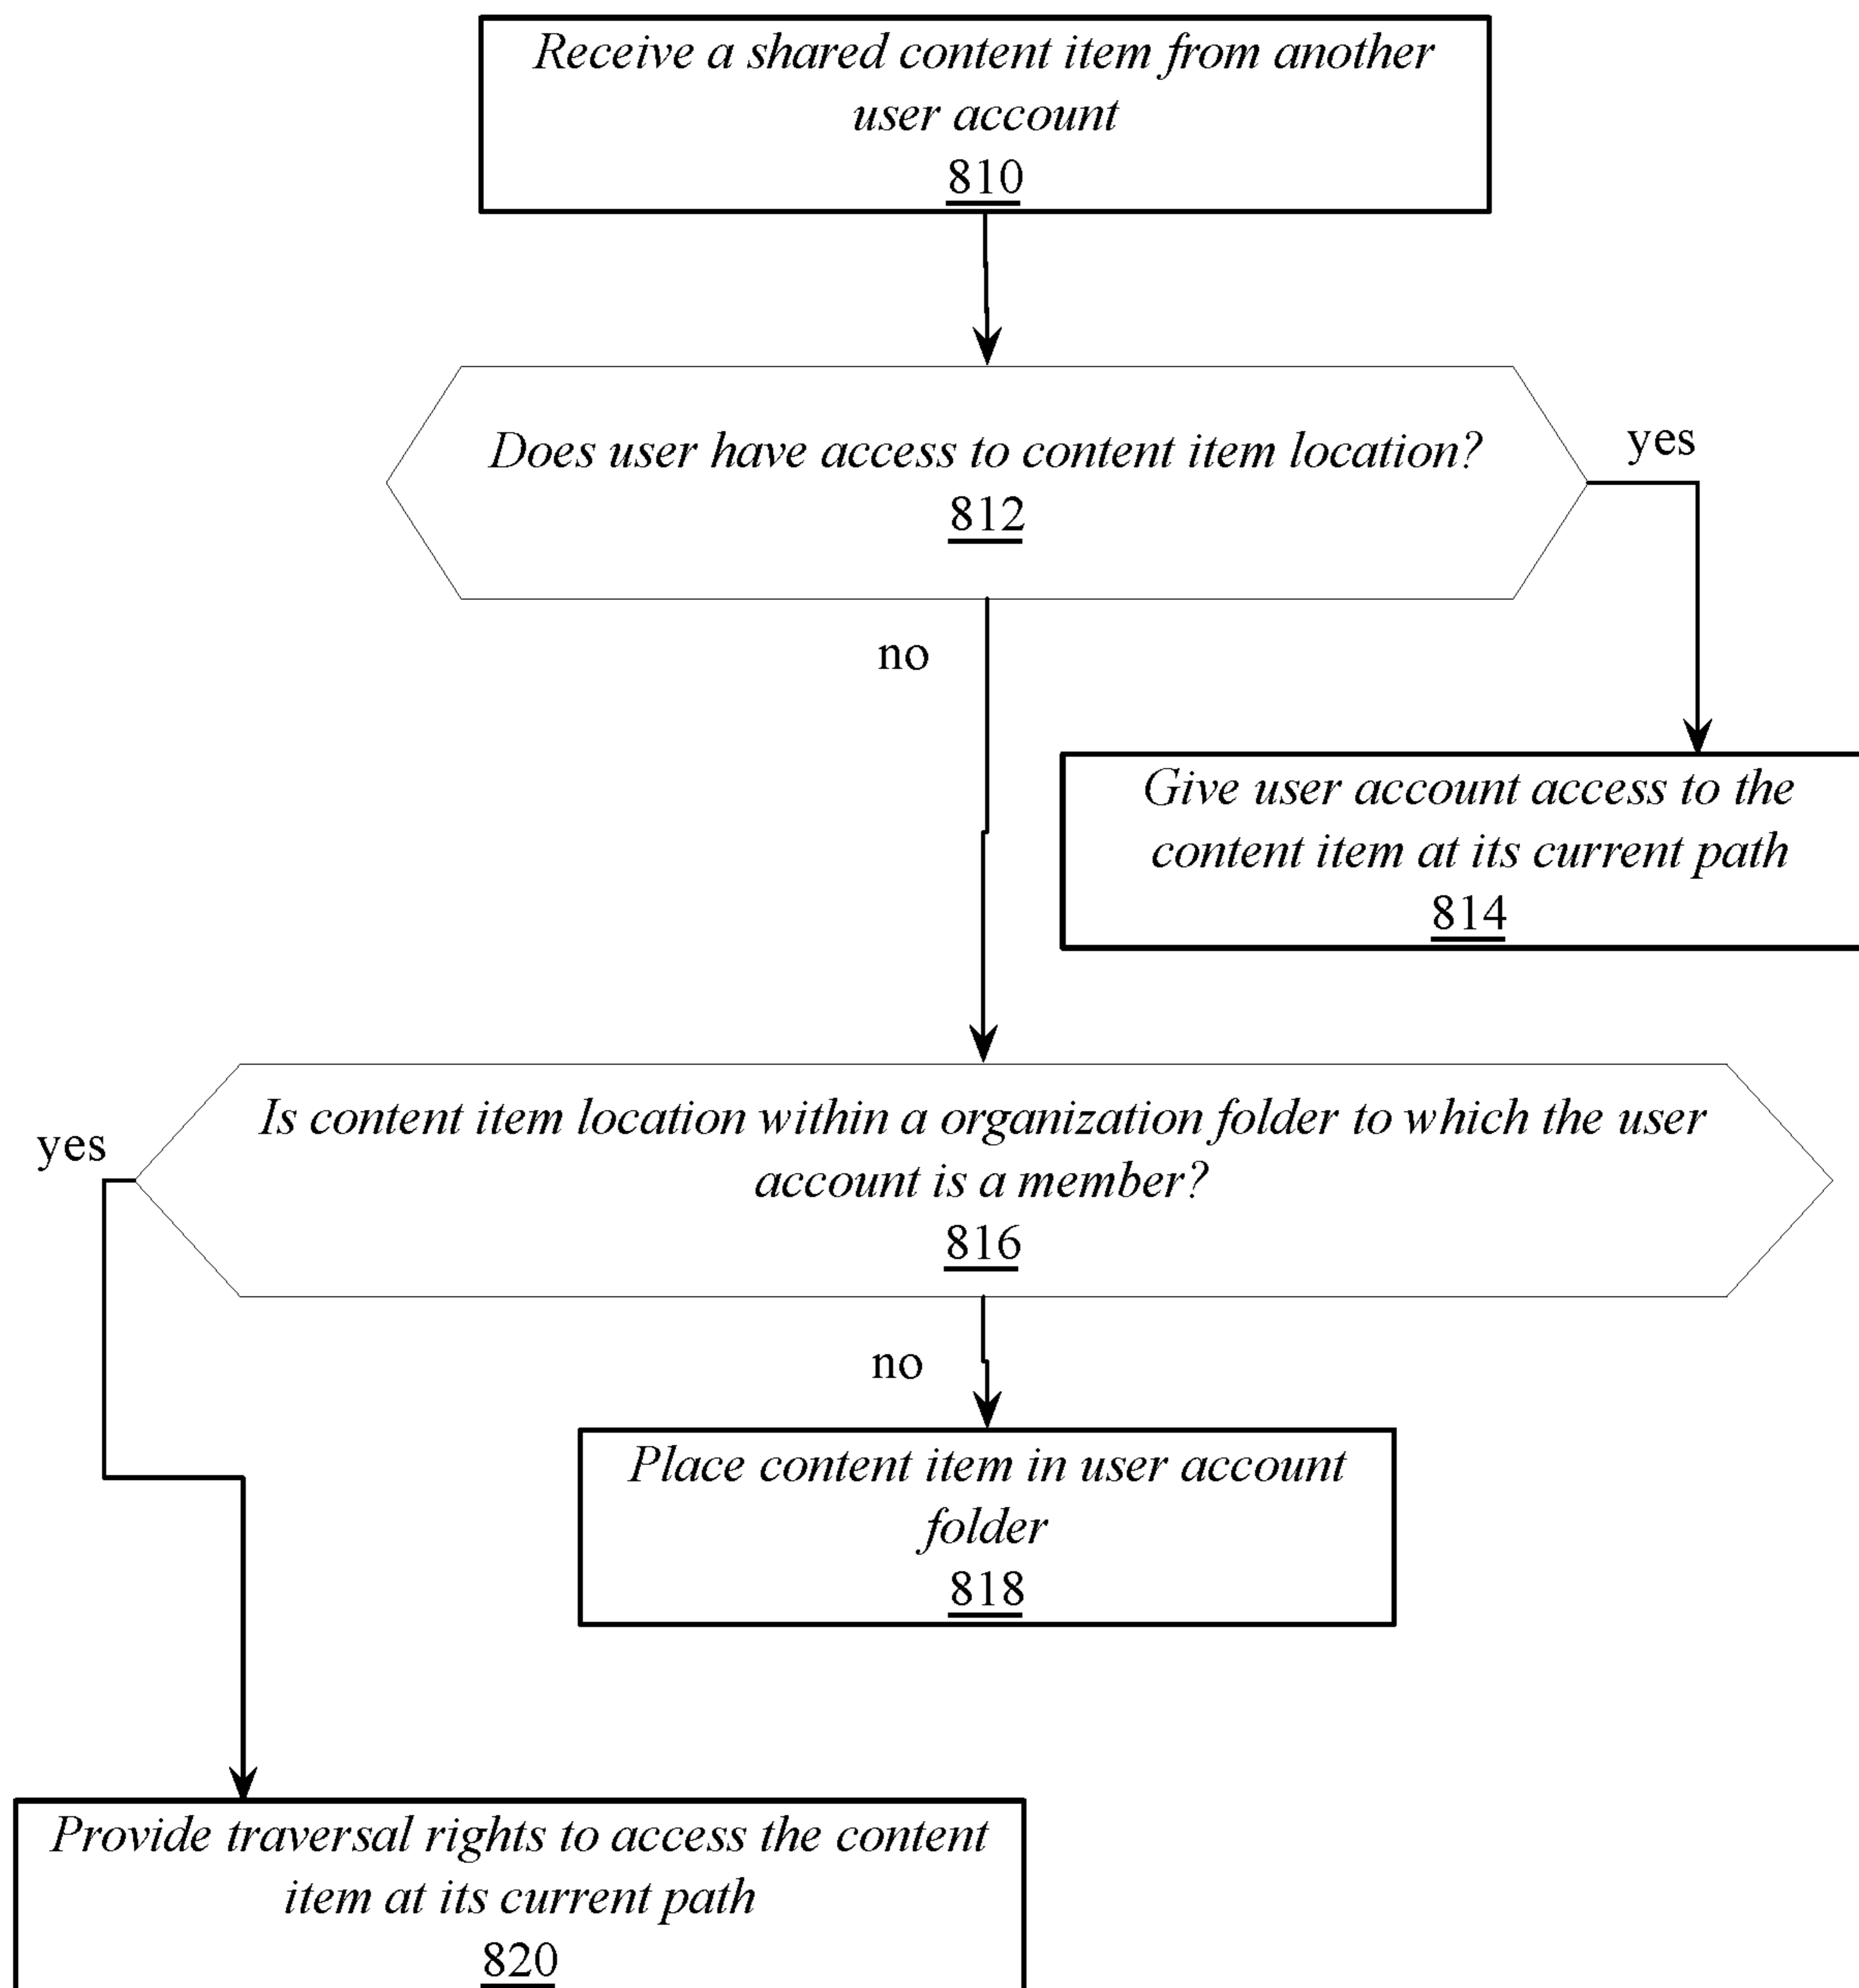 Receive a shared content item from another
user account
810
Does user have access to content item location?
812
yes
no
Give user account access to the
content item at its current path
814
Is content item location within a organization folder to which the user
account is a member?
816
yes
no
Place content item in user account
folder
818
Provide traversal rights to access the content
item at its current path
820